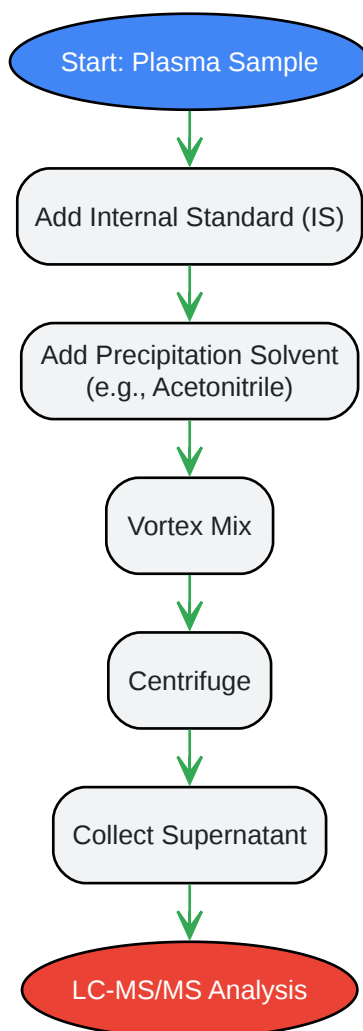 Start: Plasma Sample
Add Internal Standard (IS)
Add Precipitation Solvent
(e.g., Acetonitrile)
Vortex Mix
Centrifuge
Collect Supernatant
LC-MS/MS Analysis